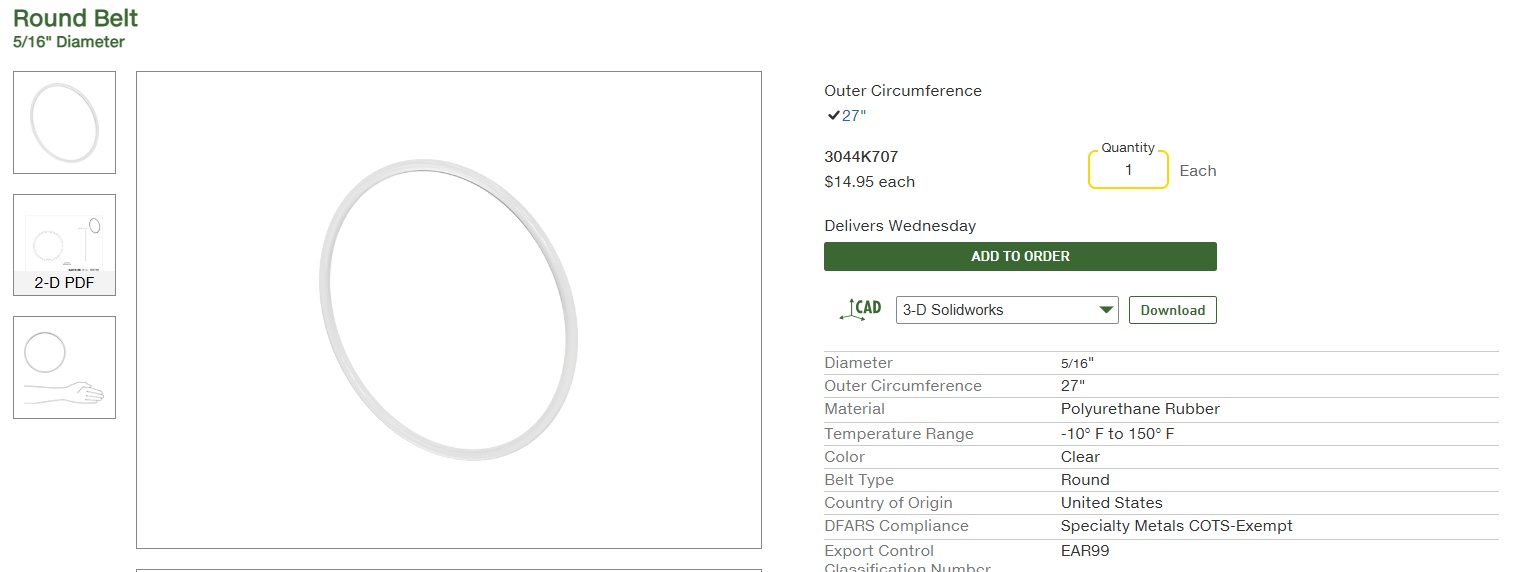 Round Belt
5/16" Diameter
2-D PDF
Outer Circumference
27"
3044K707
$14.95 each
Quantity
1
Each
Delivers Wednesday
ADD TO ORDER
CAD
3-D Solidworks
Download
Diameter 5/16"
Outer Circumference 27"
Material Polyurethane Rubber
Temperature Range -10° F to 150° F
Color Clear
Belt Type Round
Country of Origin United States
DFARS Compliance Specialty Metals COTS-Exempt
Export Control EAR99
Classification Number